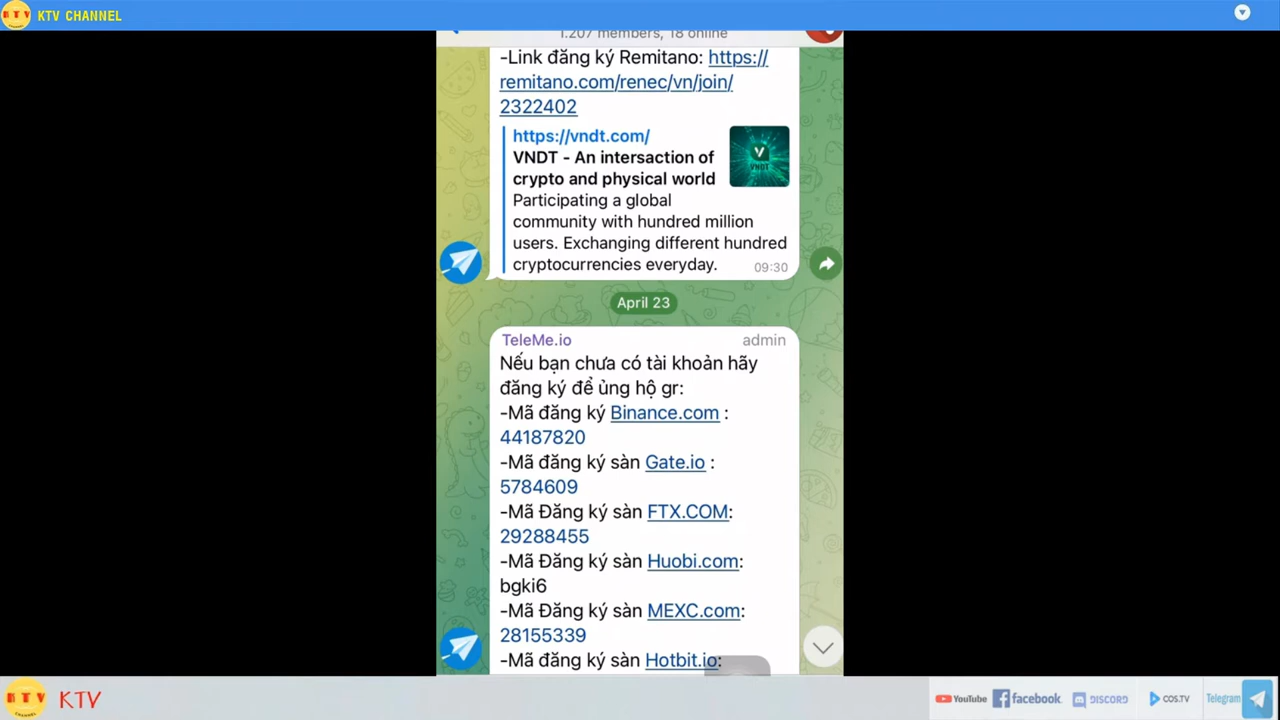 KTV CHANNEL
1.207 members, 18 online
-Link đăng ký Remitano: https://
remitano.com/renec/vn/join/
2322402
https://vndt.com/
VNDT - An intersaction of
crypto and physical world
Participating a global
community with hundred million
users. Exchanging different hundred
cryptocurrencies everyday.
09:30
V
VNDT
April 23
TeleMe.io admin
Nếu bạn chưa có tài khoản hãy
đăng ký để ủng hộ gr:
-Mã đăng ký Binance.com :
44187820
-Mã đăng ký sàn Gate.io :
5784609
-Mã Đăng ký sàn FTX.COM:
29288455
-Mã Đăng ký sàn Huobi.com:
bgki6
-Mã Đăng ký sàn MEXC.com:
28155339
-Mã đăng ký sàn Hotbit.io:
KTV
CHANNEL
KTV
YouTube facebook DISCORD COS.TV Telegram